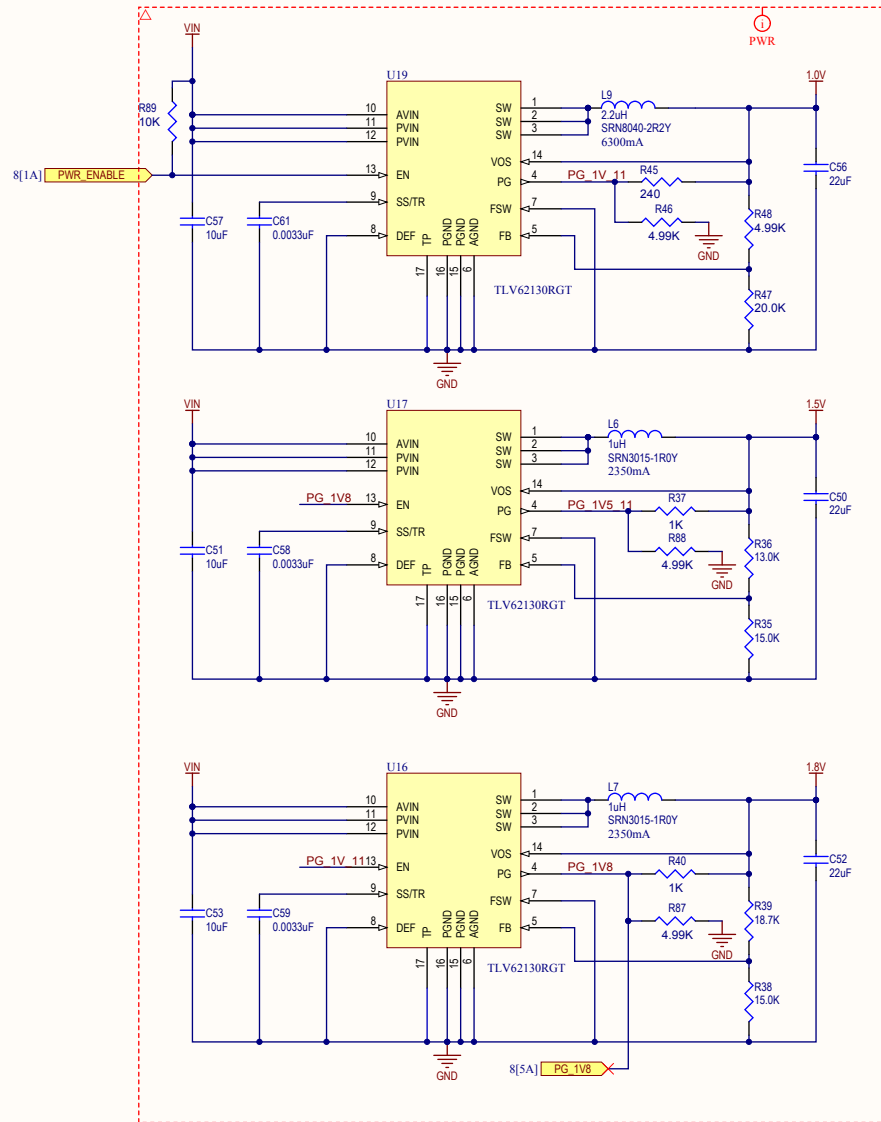 PWR
VIN
U19
1.0V
R89
10K
10 AVIN
11 PVIN
12 PVIN
SW 1
SW 2
SW 3
L9
2.2uH
SRN8040-2R2Y
6300mA
8[1A] PWR_ENABLE
13 EN
VOS 14
PG 4
PG_1V_11
R45
240
C56
22uF
9 SS/TR
FSW 7
R46
4.99K
GND
R48
4.99K
C57
10uF
C61
0.0033uF
8 DEF
FB 5
TP PGND PGND AGND
17 16 15 6
TLV62130RGT
R47
20.0K
GND
VIN
U17
1.5V
10 AVIN
11 PVIN
12 PVIN
SW 1
SW 2
SW 3
L6
1uH
SRN3015-1R0Y
2350mA
PG_1V8
13 EN
VOS 14
PG 4
PG_1V5_11
R37
1K
C50
22uF
9 SS/TR
FSW 7
R88
4.99K
GND
R36
13.0K
C51
10uF
C58
0.0033uF
8 DEF
FB 5
TP PGND PGND AGND
17 16 15 6
TLV62130RGT
R35
15.0K
GND
VIN
U16
1.8V
10 AVIN
11 PVIN
12 PVIN
SW 1
SW 2
SW 3
L7
1uH
SRN3015-1R0Y
2350mA
PG_1V_11
13 EN
VOS 14
PG 4
PG_1V8
R40
1K
C52
22uF
9 SS/TR
FSW 7
R87
4.99K
GND
R39
18.7K
C53
10uF
C59
0.0033uF
8 DEF
FB 5
TP PGND PGND AGND
17 16 15 6
TLV62130RGT
R38
15.0K
GND
8[5A] PG_1V8